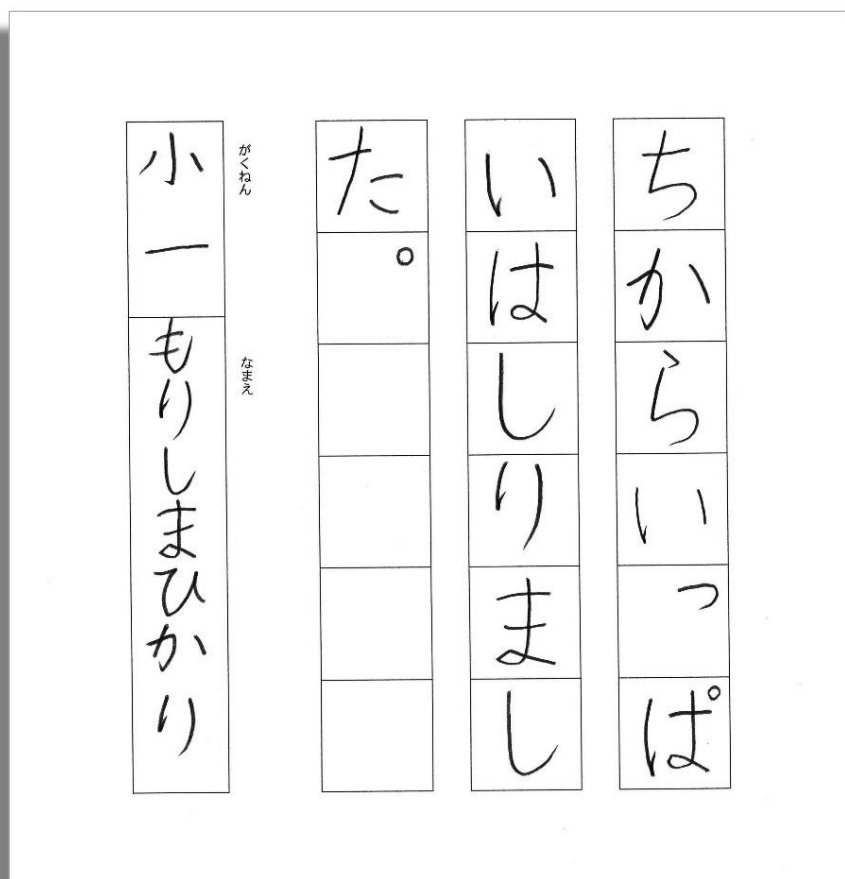 ちからいっぱ
いはしりまし
た。
がくねん
小一
なまえ
もりしまひかり